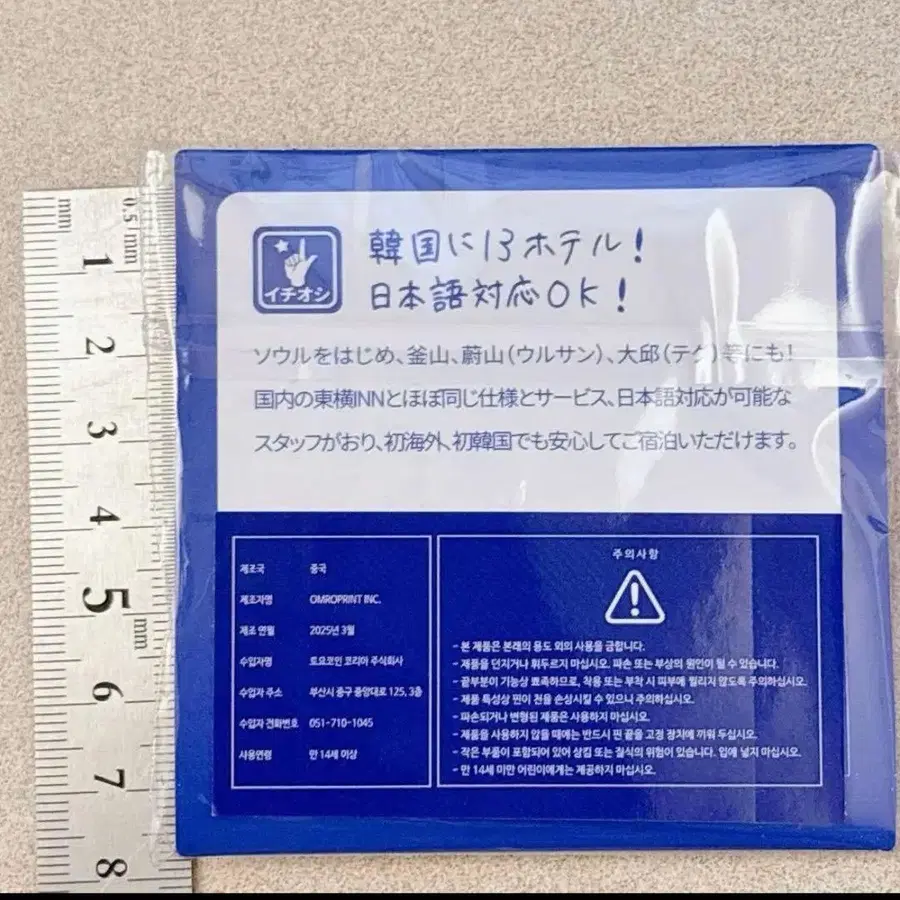 0.5/mm
mm
1
2
3
4
5
mm
6
7
8
イチオシ
韓国に13ホテル!
日本語対応OK!
ソウルをはじめ、釜山、蔚山(ウルサン)、大邱(テグ)等にも!
国内の東横INNとほぼ同じ仕様とサービス、日本語対応が可能な
スタッフがおり、初海外、初韓国でも安心してご宿泊いただけます。
제조국 중국
제조자명 OMROPRINT INC.
제조 연월 2025년 3월
수입자명 토요코인 코리아 주식회사
수입자 주소 부산시 중구 중앙대로 125, 3층
수입자 전화번호 051-710-1045
사용연령 만 14세 이상
주의사항
- 본 제품은 본래의 용도 외의 사용을 금합니다.
- 제품을 던지거나 휘두르지 마십시오. 파손 또는 부상의 원인이 될 수 있습니다.
- 끝부분이 기능상 뾰족하므로, 착용 또는 부착 시 피부에 찔리지 않도록 주의하십시오.
- 제품 특성상 핀이 천을 손상시킬 수 있으니 주의하십시오.
- 파손되거나 변형된 제품은 사용하지 마십시오.
- 제품을 사용하지 않을 때에는 반드시 핀 끝을 고정 장치에 끼워 두십시오.
- 작은 부품이 포함되어 있어 삼킴 또는 질식의 위험이 있습니다. 입에 넣지 마십시오.
- 만 14세 미만 어린이에게는 제공하지 마십시오.